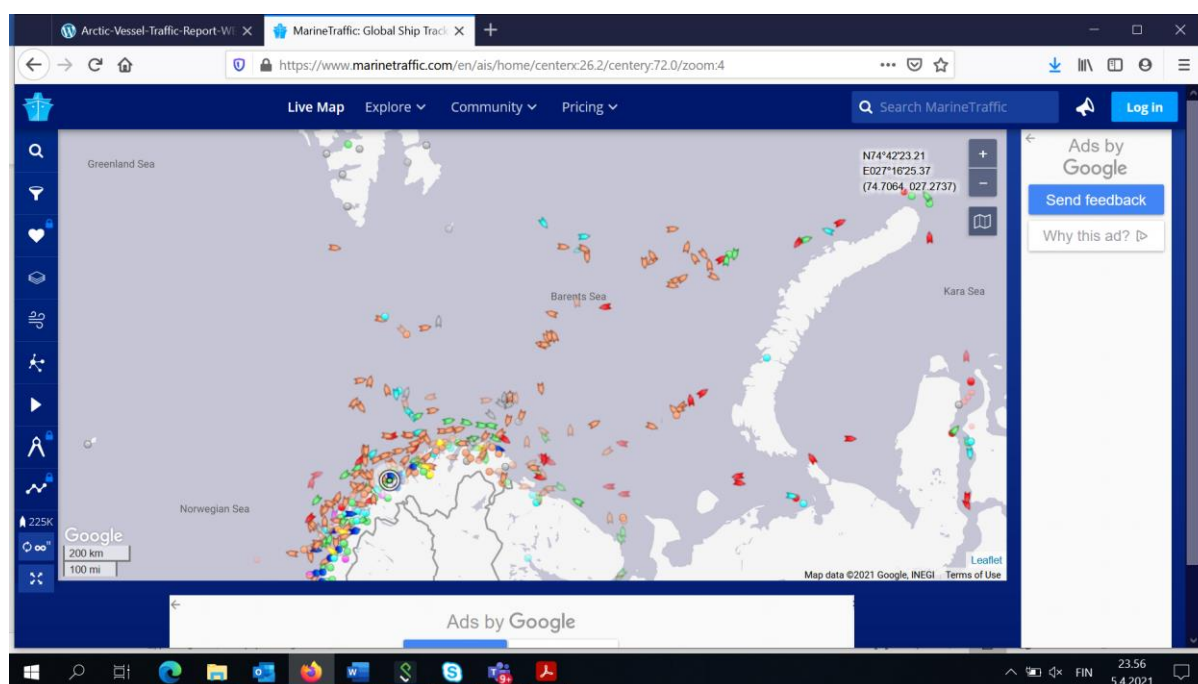 Arctic-Vessel-Traffic-Report-WE
MarineTraffic: Global Ship Track
https://www.marinetraffic.com/en/ais/home/centerx:26.2/centery:72.0/zoom:4
Live Map
Explore
Community
Pricing
Search MarineTraffic
Log in
Greenland Sea
N74°42'23.21
E027°16'25.37
(74.7064, 027.2737)
+
−
Ads by
Google
Send feedback
Why this ad?
Barents Sea
Kara Sea
Norwegian Sea
225K
Google
200 km
100 mi
Leaflet
Map data ©2021 Google, INEGI
Terms of Use
Ads by Google
9+
FIN
23.56
5.4.2021